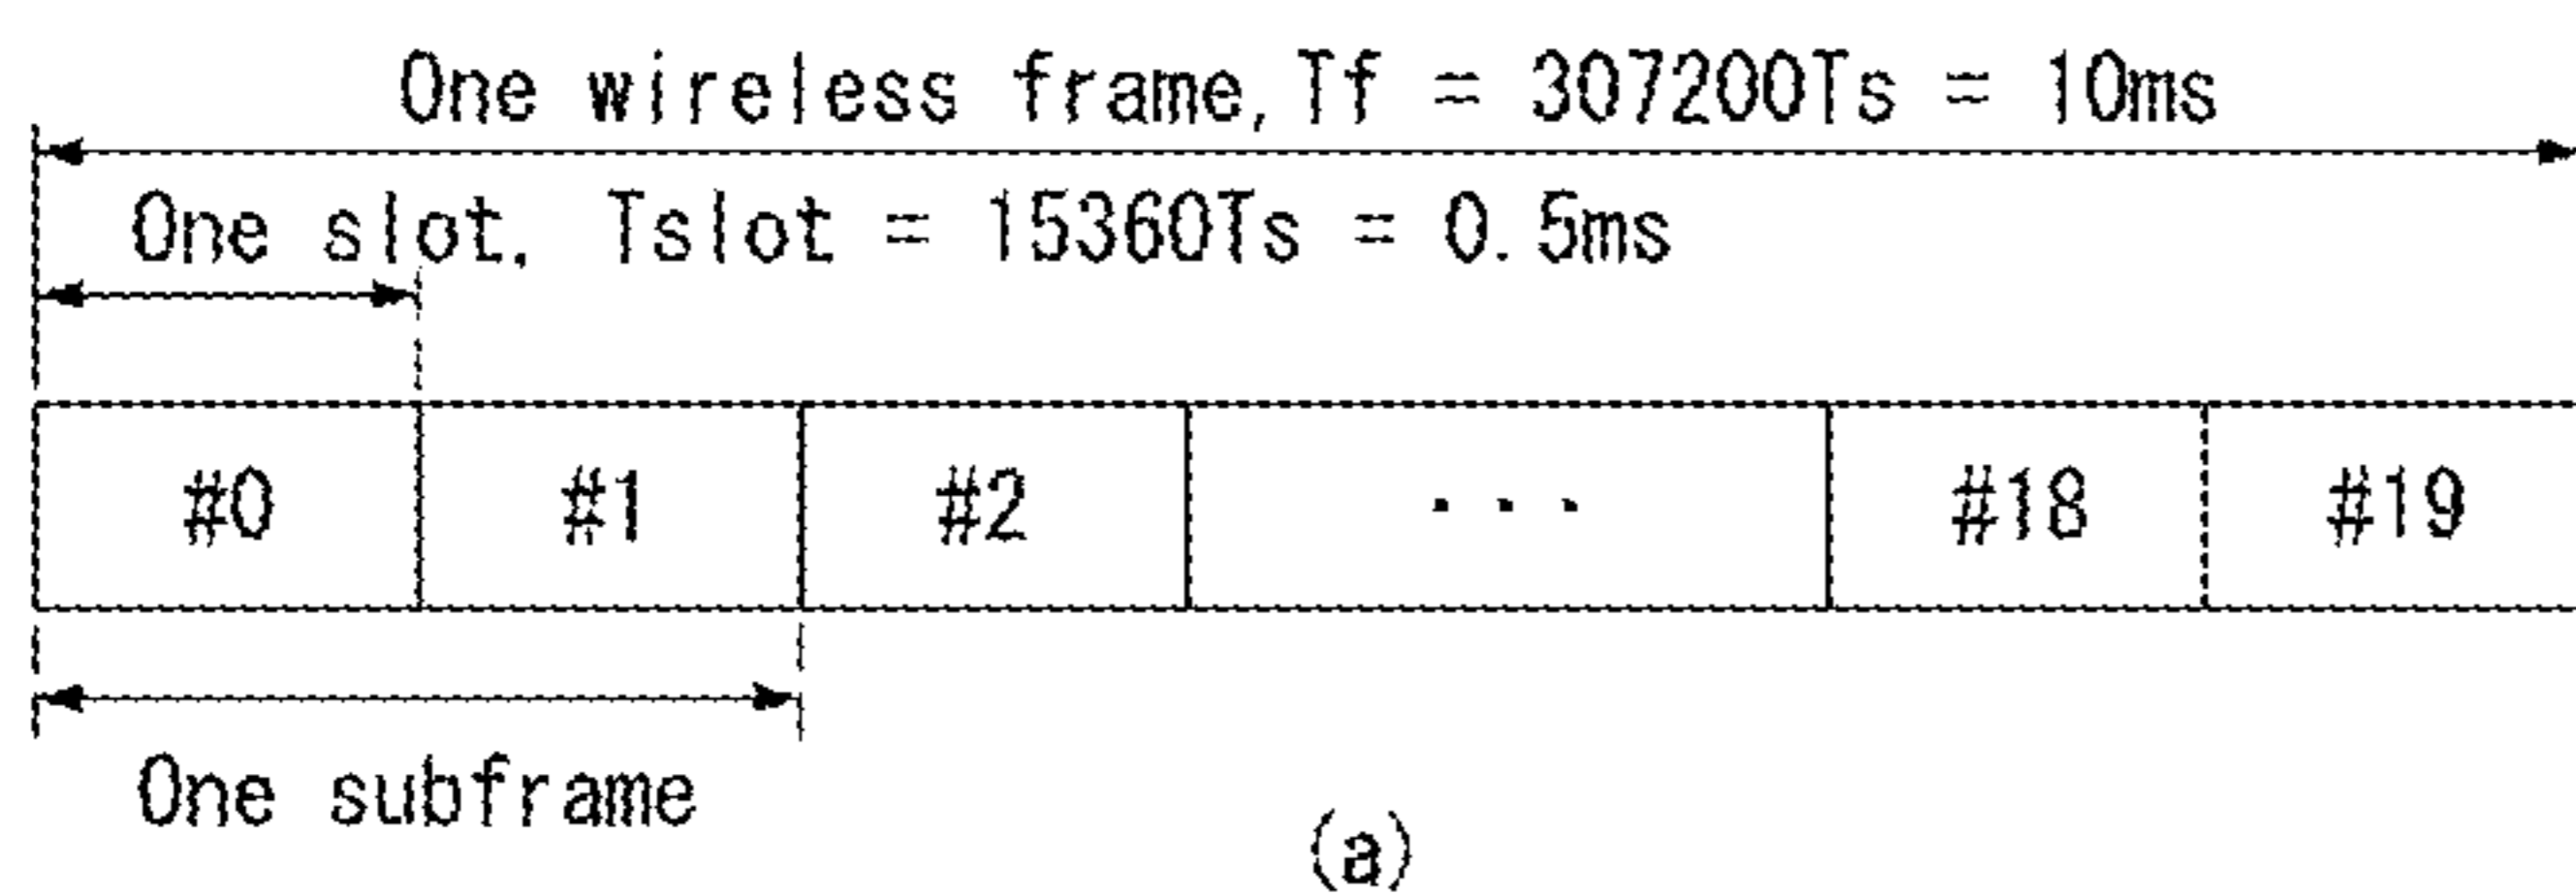 One wireless frame, Tf = 307200Ts = 10ms
One slot. Tslot = 15360Ts = 0.5ms
#0 #1 #2 ... #18 #19
One subframe
(a)